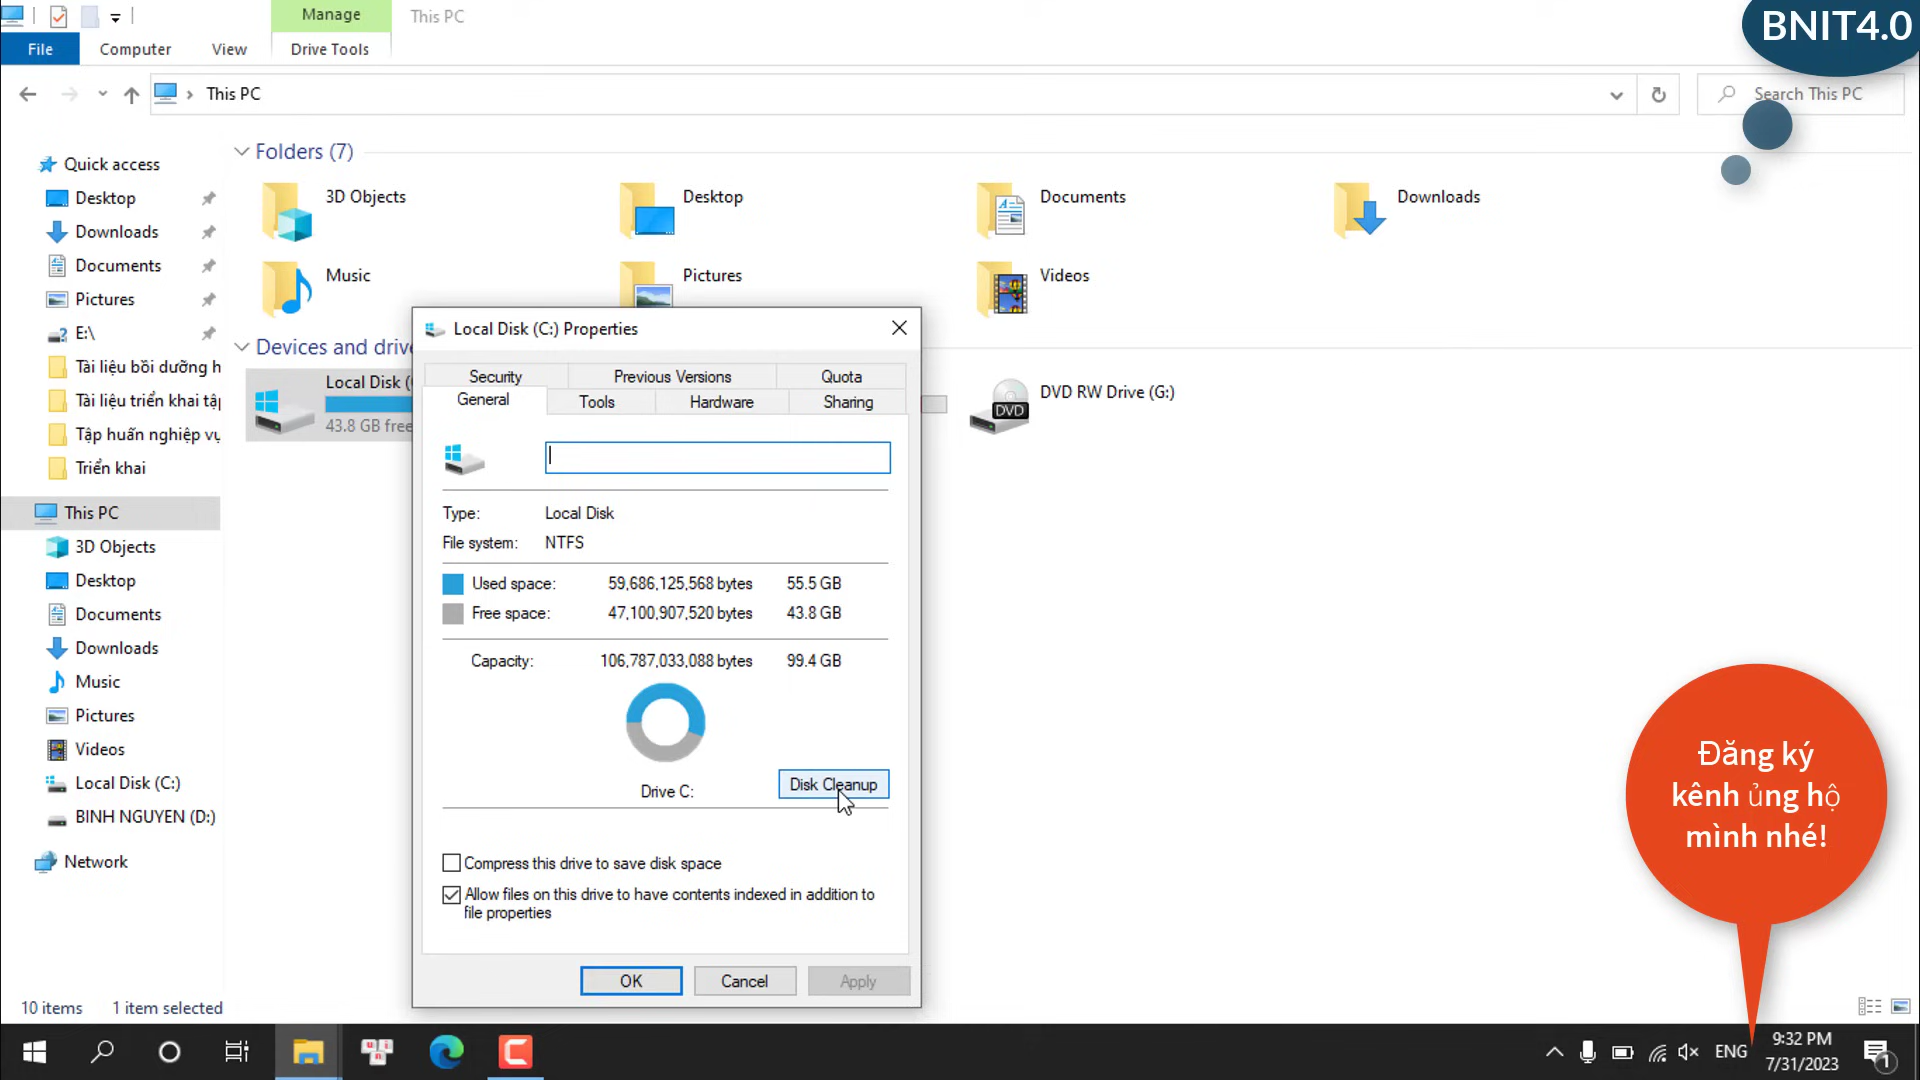 Manage
This PC
BNIT4.0
File
Computer
View
Drive Tools
This PC
Search This PC
Quick access
Desktop
Downloads
Documents
Pictures
E:\
Tài liệu bồi dưỡng h
Tài liệu triển khai tậ
Tập huấn nghiệp vụ
Triển khai
This PC
3D Objects
Desktop
Documents
Downloads
Music
Pictures
Videos
Local Disk (C:)
BINH NGUYEN (D:)
Network
Folders (7)
3D Objects
Desktop
Documents
Downloads
Music
Pictures
Videos
Devices and drive
Local Disk (
43.8 GB free
DVD RW Drive (G:)
DVD
Local Disk (C:) Properties
Security
Previous Versions
Quota
General
Tools
Hardware
Sharing
Type: Local Disk
File system: NTFS
Used space: 59,686,125,568 bytes 55.5 GB
Free space: 47,100,907,520 bytes 43.8 GB
Capacity: 106,787,033,088 bytes 99.4 GB
Drive C:
Disk Cleanup
Compress this drive to save disk space
Allow files on this drive to have contents indexed in addition to
file properties
OK
Cancel
Apply
Đăng ký
kênh ủng hộ
mình nhé!
10 items
1 item selected
ENG
9:32 PM
7/31/2023
1